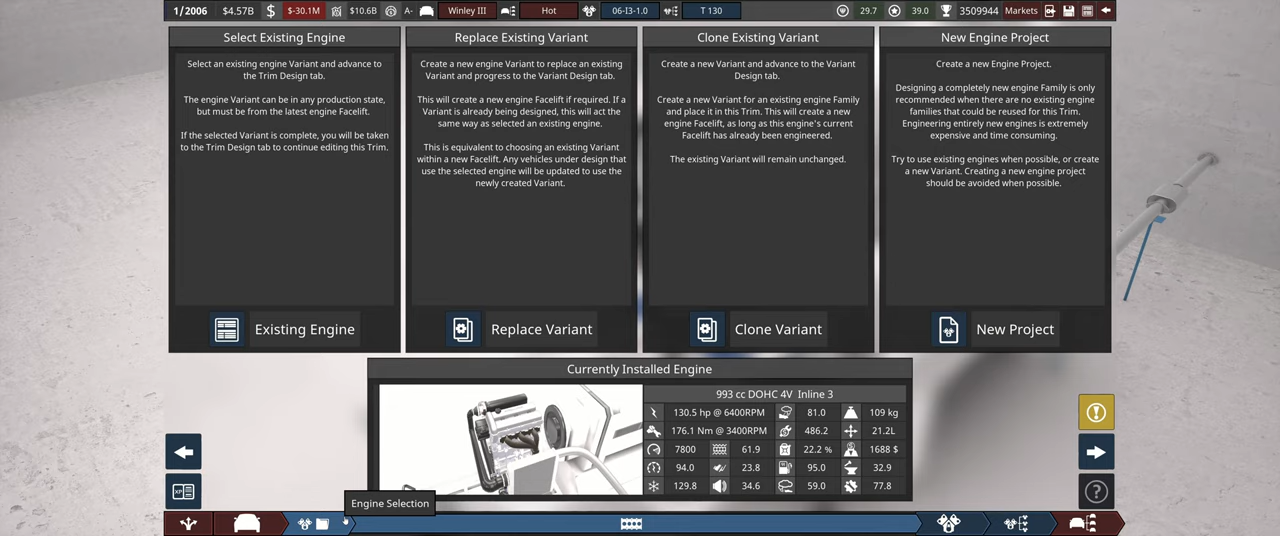 1/2006 $4.57B $-30.1M $10.6B A- Winley III Hot 06-I3-1.0 T 130 29.7 39.0 3509944 Markets
Select Existing Engine
Select an existing engine Variant and advance to
the Trim Design tab.
The engine Variant can be in any production state,
but must be from the latest engine Facelift.
If the selected Variant is complete, you will be taken
to the Trim Design tab to continue editing this Trim.
Existing Engine
Replace Existing Variant
Create a new engine Variant to replace an existing
Variant and progress to the Variant Design tab.
This will create a new engine Facelift if required. If a
Variant is already being designed, this will act the
same way as selected an existing engine.
This is equivalent to choosing an existing Variant
within a new Facelift. Any vehicles under design that
use the selected engine will be updated to use the
newly created Variant.
Replace Variant
Clone Existing Variant
Create a new Variant and advance to the Variant
Design tab.
Create a new Variant for an existing engine Family
and place it in this Trim. This will create a new
engine Facelift, as long as this engine's current
Facelift has already been engineered.
The existing Variant will remain unchanged.
Clone Variant
New Engine Project
Create a new Engine Project.
Designing a completely new engine Family is only
recommended when there are no existing engine
families that could be reused for this Trim.
Engineering entirely new engines is extremely
expensive and time consuming.
Try to use existing engines when possible, or create
a new Variant. Creating a new engine project
should be avoided when possible.
New Project
Currently Installed Engine
993 cc DOHC 4V Inline 3
130.5 hp @ 6400RPM 81.0 109 kg
176.1 Nm @ 3400RPM 486.2 21.2L
7800 61.9 22.2 % 1688 $
94.0 23.8 95.0 32.9
129.8 34.6 59.0 77.8
XP
Engine Selection